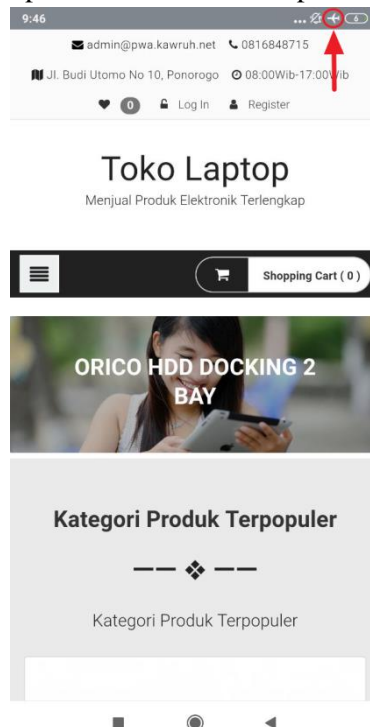 9:46
admin@pwa.kawruh.net 0816848715
Jl. Budi Utomo No 10, Ponorogo 08:00Wib-17:00Wib
0 Log In Register
Toko Laptop
Menjual Produk Elektronik Terlengkap
Shopping Cart ( 0 )
ORICO HDD DOCKING 2
BAY
Kategori Produk Terpopuler
Kategori Produk Terpopuler